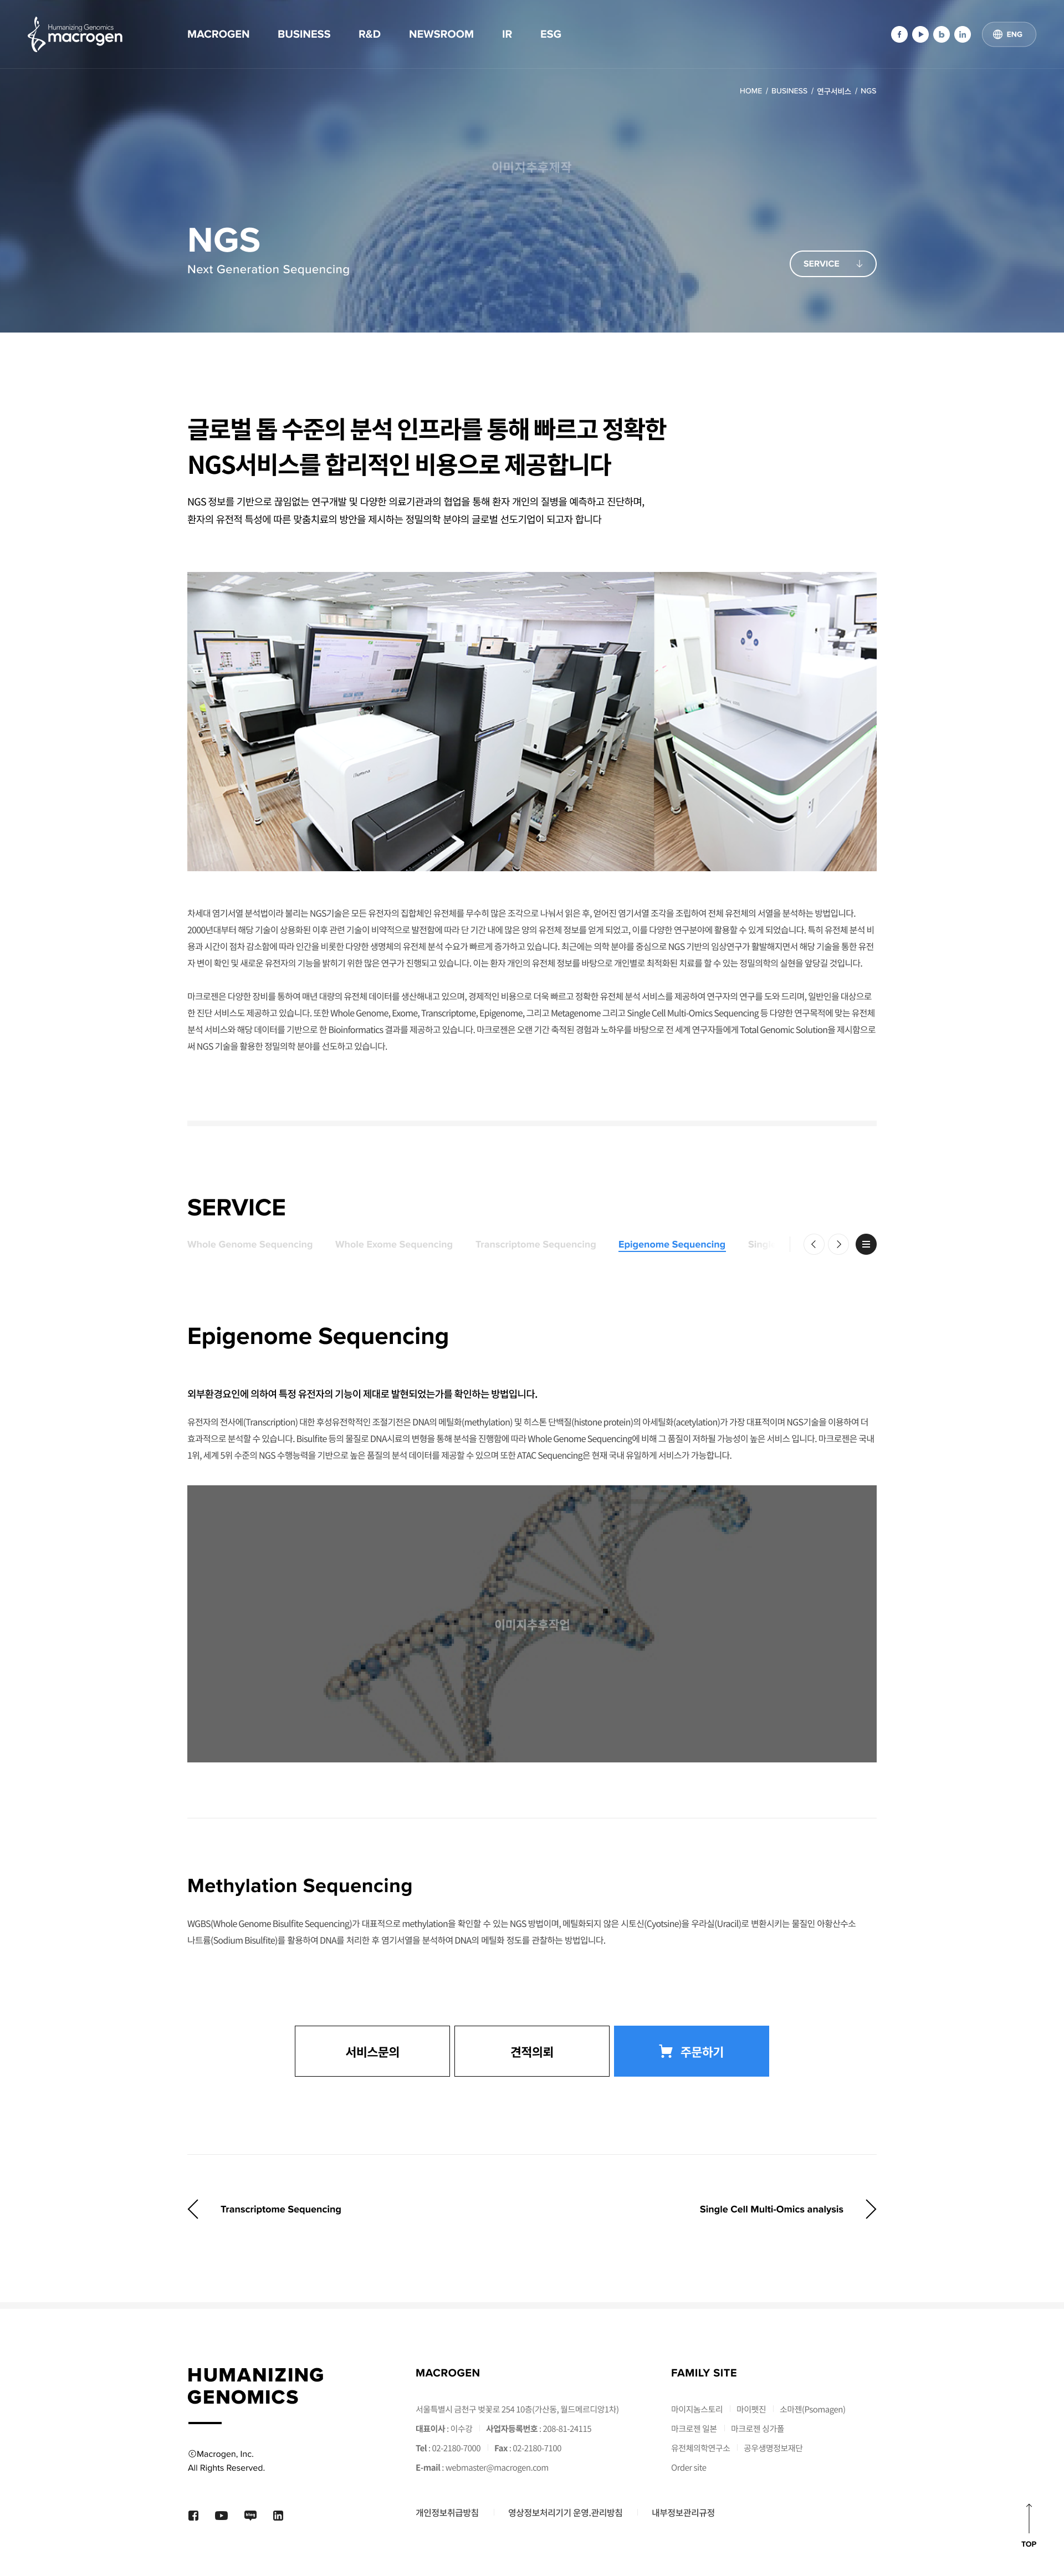 Humanizing Genomics
macrogen
MACROGEN BUSINESS R&D NEWSROOM IR ESG
ENG
HOME / BUSINESS / 연구서비스 / NGS
이미지추후제작
NGS
Next Generation Sequencing
SERVICE
글로벌 톱 수준의 분석 인프라를 통해 빠르고 정확한
NGS서비스를 합리적인 비용으로 제공합니다
NGS 정보를 기반으로 끊임없는 연구개발 및 다양한 의료기관과의 협업을 통해 환자 개인의 질병을 예측하고 진단하며,
환자의 유전적 특성에 따른 맞춤치료의 방안을 제시하는 정밀의학 분야의 글로벌 선도기업이 되고자 합니다
차세대 염기서열 분석법이라 불리는 NGS기술은 모든 유전자의 집합체인 유전체를 무수히 많은 조각으로 나눠서 읽은 후, 얻어진 염기서열 조각을 조립하여 전체 유전체의 서열을 분석하는 방법입니다.
2000년대부터 해당 기술이 상용화된 이후 관련 기술이 비약적으로 발전함에 따라 단 기간 내에 많은 양의 유전체 정보를 얻게 되었고, 이를 다양한 연구분야에 활용할 수 있게 되었습니다. 특히 유전체 분석 비
용과 시간이 점차 감소함에 따라 인간을 비롯한 다양한 생명체의 유전체 분석 수요가 빠르게 증가하고 있습니다. 최근에는 의학 분야를 중심으로 NGS 기반의 임상연구가 활발해지면서 해당 기술을 통한 유전
자 변이 확인 및 새로운 유전자의 기능을 밝히기 위한 많은 연구가 진행되고 있습니다. 이는 환자 개인의 유전체 정보를 바탕으로 개인별로 최적화된 치료를 할 수 있는 정밀의학의 실현을 앞당길 것입니다.
마크로젠은 다양한 장비를 통하여 매년 대량의 유전체 데이터를 생산해내고 있으며, 경제적인 비용으로 더욱 빠르고 정확한 유전체 분석 서비스를 제공하여 연구자의 연구를 도와 드리며, 일반인을 대상으로
한 진단 서비스도 제공하고 있습니다. 또한 Whole Genome, Exome, Transcriptome, Epigenome, 그리고 Metagenome 그리고 Single Cell Multi-Omics Sequencing 등 다양한 연구목적에 맞는 유전체
분석 서비스와 해당 데이터를 기반으로 한 Bioinformatics 결과를 제공하고 있습니다. 마크로젠은 오랜 기간 축적된 경험과 노하우를 바탕으로 전 세계 연구자들에게 Total Genomic Solution을 제시함으로
써 NGS 기술을 활용한 정밀의학 분야를 선도하고 있습니다.
SERVICE
Whole Genome Sequencing Whole Exome Sequencing Transcriptome Sequencing Epigenome Sequencing Sing
Epigenome Sequencing
외부환경요인에 의하여 특정 유전자의 기능이 제대로 발현되었는가를 확인하는 방법입니다.
유전자의 전사에(Transcription) 대한 후성유전학적인 조절기전은 DNA의 메틸화(methylation) 및 히스톤 단백질(histone protein)의 아세틸화(acetylation)가 가장 대표적이며 NGS기술을 이용하여 더
효과적으로 분석할 수 있습니다. Bisulfite 등의 물질로 DNA시료의 변형을 통해 분석을 진행함에 따라 Whole Genome Sequencing에 비해 그 품질이 저하될 가능성이 높은 서비스 입니다. 마크로젠은 국내
1위, 세계 5위 수준의 NGS 수행능력을 기반으로 높은 품질의 분석 데이터를 제공할 수 있으며 또한 ATAC Sequencing은 현재 국내 유일하게 서비스가 가능합니다.
이미지추후작업
Methylation Sequencing
WGBS(Whole Genome Bisulfite Sequencing)가 대표적으로 methylation을 확인할 수 있는 NGS 방법이며, 메틸화되지 않은 시토신(Cyotsine)을 우라실(Uracil)로 변환시키는 물질인 아황산수소
나트륨(Sodium Bisulfite)를 활용하여 DNA를 처리한 후 염기서열을 분석하여 DNA의 메틸화 정도를 관찰하는 방법입니다.
서비스문의 견적의뢰 주문하기
Transcriptome Sequencing Single Cell Multi-Omics analysis
HUMANIZING
GENOMICS
ⓒMacrogen, Inc.
All Rights Reserved.
blog
MACROGEN
서울특별시 금천구 벚꽃로 254 10층(가산동, 월드메르디앙1차)
대표이사 : 이수강 사업자등록번호 : 208-81-24115
Tel : 02-2180-7000 Fax : 02-2180-7100
E-mail : webmaster@macrogen.com
FAMILY SITE
마이지놈스토리 마이펫진 소마젠(Psomagen)
마크로젠 일본 마크로젠 싱가폴
유전체의학연구소 공우생명정보재단
Order site
개인정보취급방침 영상정보처리기기 운영.관리방침 내부정보관리규정
TOP